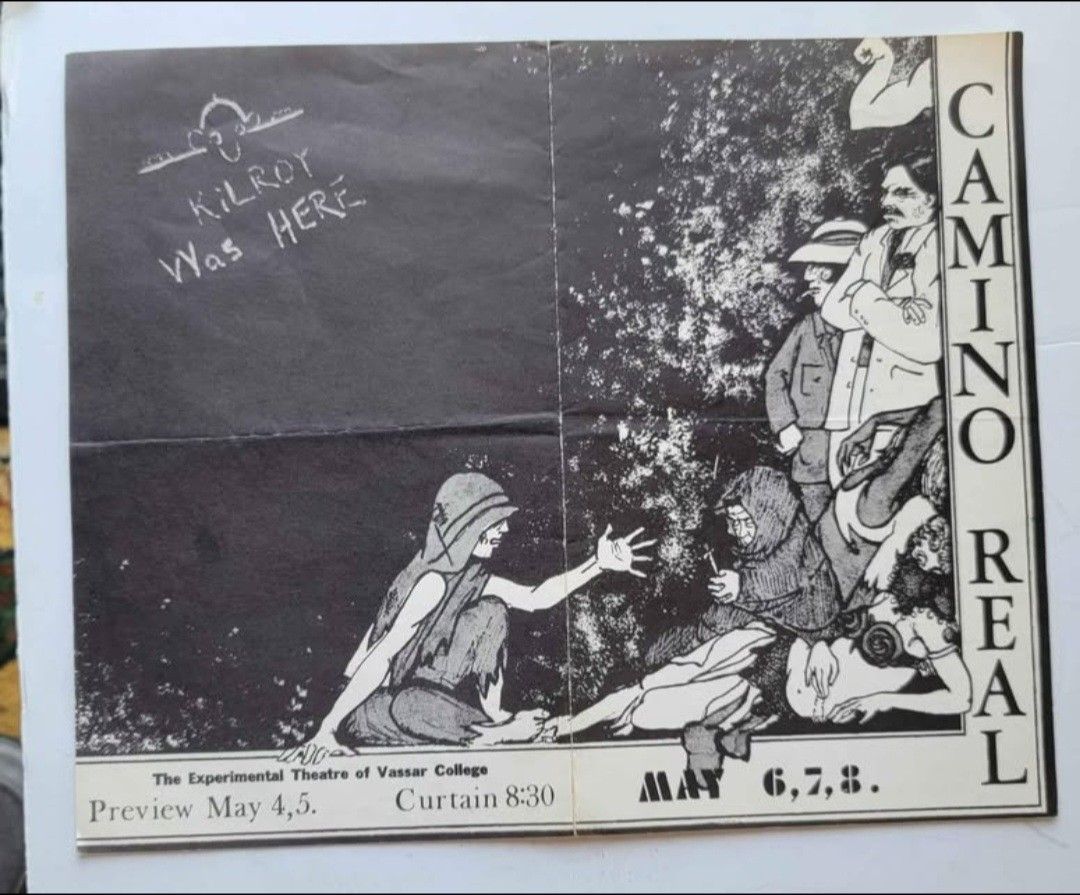 KiLROY
Was HERE
CAMINO REAL
The Experimental Theatre of Vassar College
Preview May 4,5.
Curtain 8:30
MAY 6,7,8.